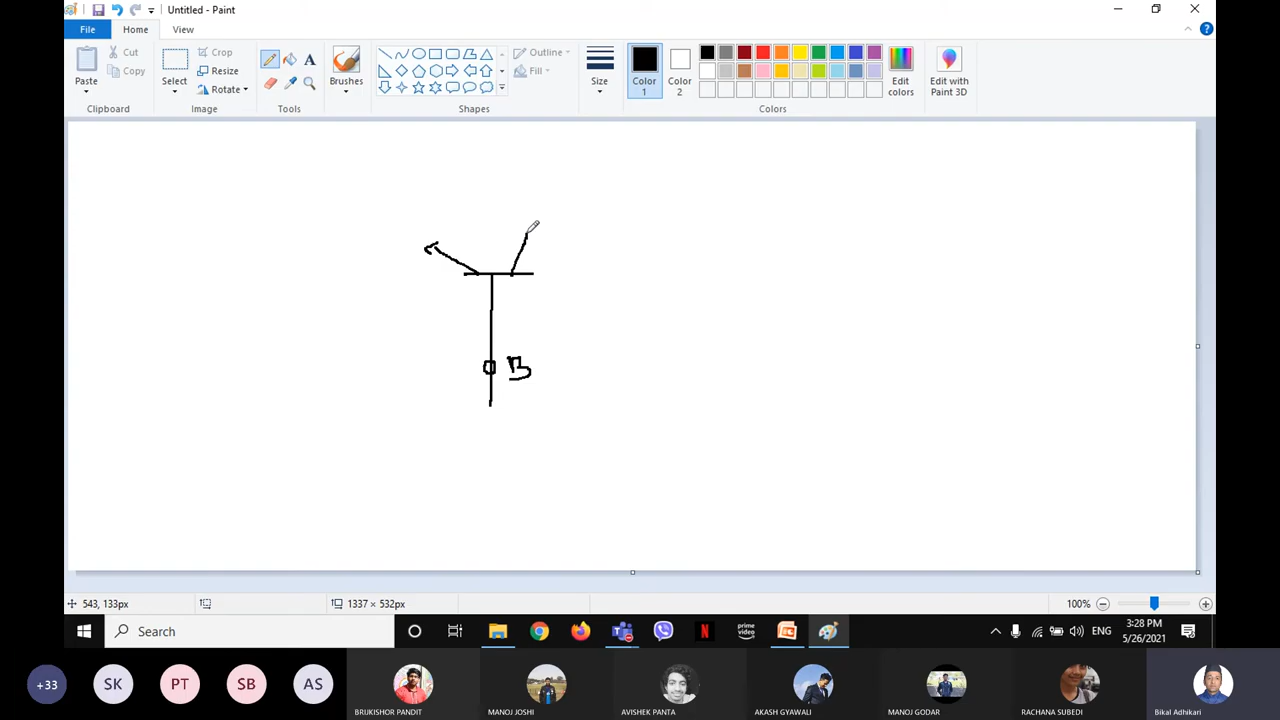 Untitled - Paint
File Home View
Paste
Cut
Copy
Clipboard
Select
Crop
Resize
Rotate
Image
A
Tools
Brushes
Shapes
Outline
Fill
Size
Color 1
Color 2
Colors
Edit colors
Edit with Paint 3D
B
543, 133px
1337 × 532px
100%
Search
N
prime video
ENG
3:28 PM
5/26/2021
+33 SK PT SB AS
BRIJKISHOR PANDIT MANOJ JOSHI AVISHEK PANTA AKASH GYAWALI MANOJ GODAR RACHANA SUBEDI Bikal Adhikari